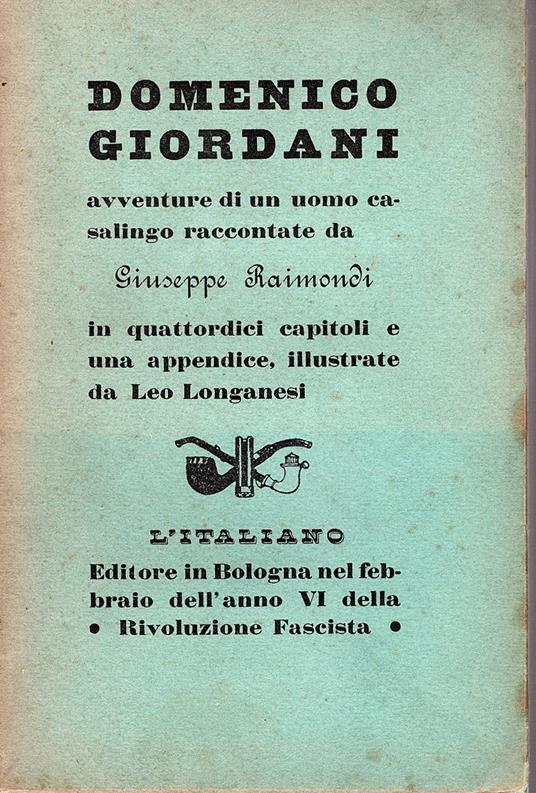 DOMENICO
GIORDANI
avventure di un uomo ca-
salingo raccontate da
Giuseppe Raimondi
in quattordici capitoli e
una appendice, illustrate
da Leo Longanesi
L'ITALIANO
Editore in Bologna nel feb-
braio dell'anno VI della
• Rivoluzione Fascista •